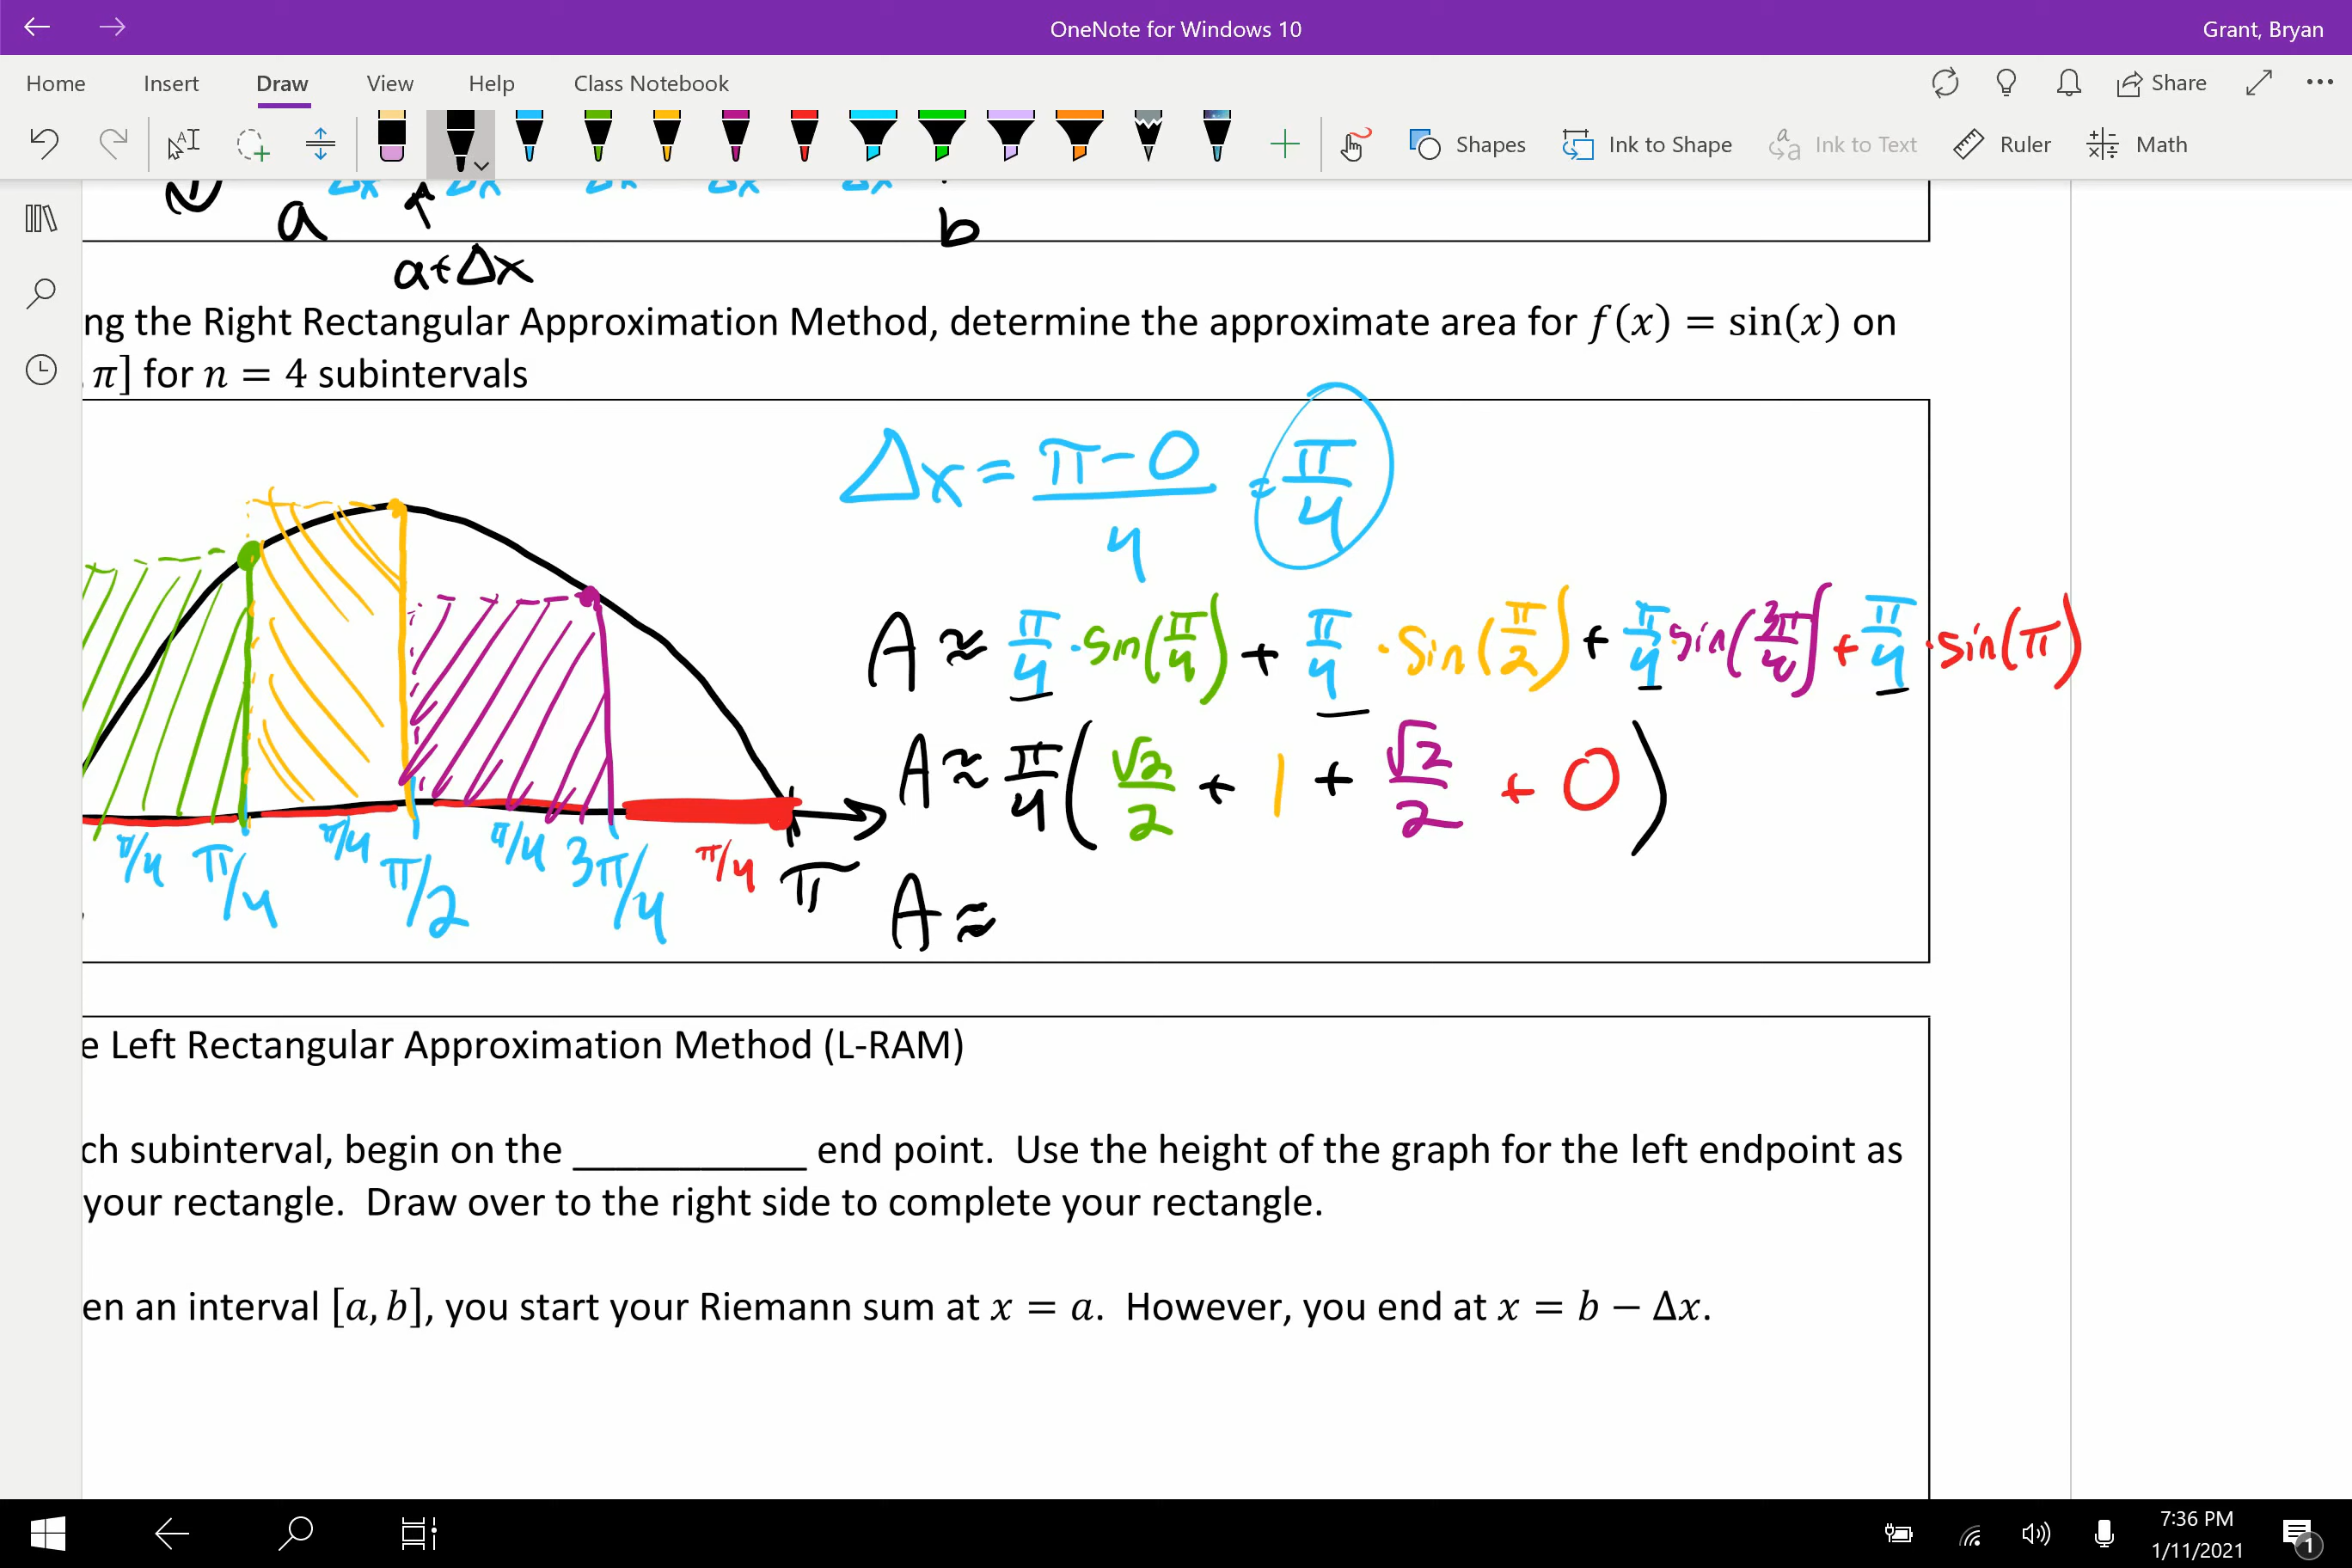 OneNote for Windows 10
Grant, Bryan
Home Insert Draw View Help Class Notebook Share
Shapes Ink to Shape Ink to Text Ruler Math
Δx Δx Δx Δx Δx
a b
a+Δx
ng the Right Rectangular Approximation Method, determine the approximate area for f(x) = sin(x) on
π] for n = 4 subintervals
Δx = (π-0)/4 = π/4
A ≈ π/4 · sin(π/4) + π/4 · sin(π/2) + π/4 · sin(3π/4) + π/4 · sin(π)
A ≈ π/4 (√2/2 + 1 + √2/2 + 0)
π/4 π/4 π/4 π/2 π/4 3π/4 π/4 π
A ≈
e Left Rectangular Approximation Method (L-RAM)
ch subinterval, begin on the ___________ end point. Use the height of the graph for the left endpoint as
your rectangle. Draw over to the right side to complete your rectangle.
en an interval [a, b], you start your Riemann sum at x = a. However, you end at x = b − Δx.
7:36 PM
1/11/2021
1